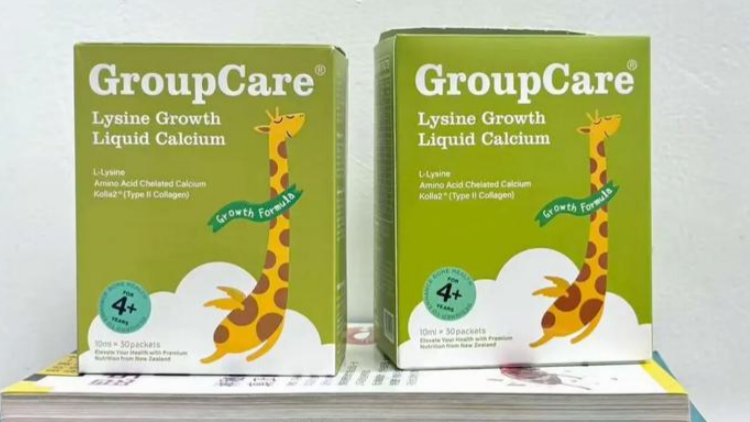 GroupCare®
Lysine Growth
Liquid Calcium
L-Lysine
Amino Acid Chelated Calcium
Kolla2® (Type II Collagen)
Growth Formula
FOR
4+
YEARS
10ml × 30packets
Elevate Your Health with Premium
Nutrition from New Zealand
GroupCare®
Lysine Growth
Liquid Calcium
L-Lysine
Amino Acid Chelated Calcium
Kolla2® (Type II Collagen)
Growth Formula
FOR
4+
YEARS
10ml × 30packets
Elevate Your Health with Premium
Nutrition from New Zealand